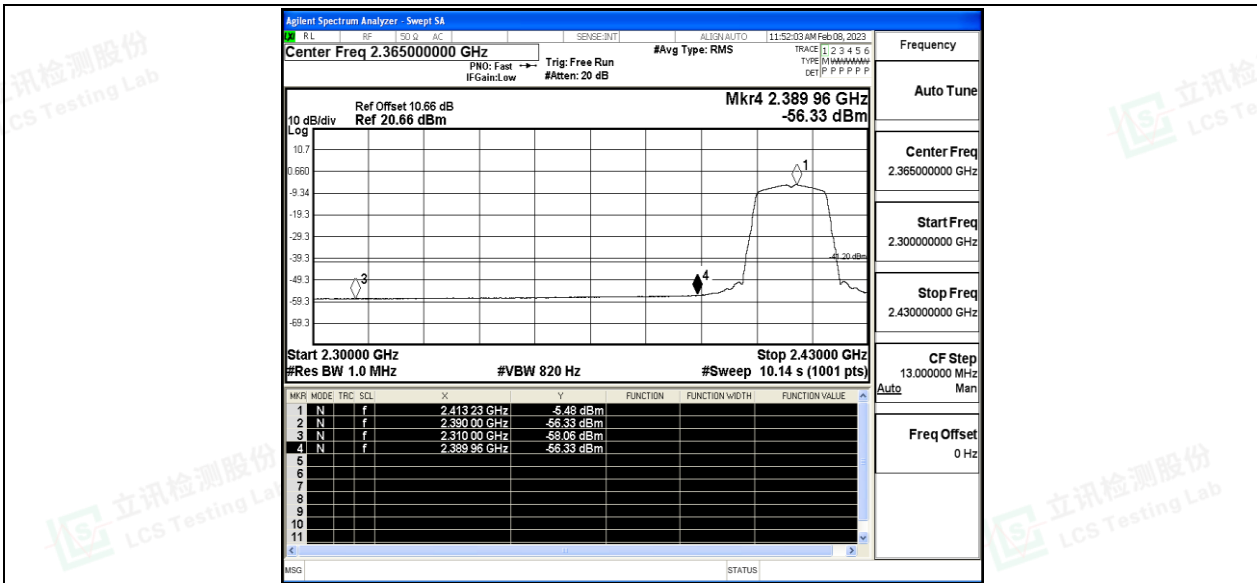 Agilent Spectrum Analyzer - Swept SA
RL RF 50 Ω AC SENSE:INT ALIGN AUTO 11:52:03 AM Feb 08, 2023
Center Freq 2.365000000 GHz
#Avg Type: RMS
TRACE 1 2 3 4 5 6
PNO: Fast
Trig: Free Run
TYPE M
IFGain:Low
#Atten: 20 dB
DET P P P P P P
Mkr4 2.389 96 GHz
-56.33 dBm
Ref Offset 10.66 dB
10 dB/div Ref 20.66 dBm
Log
10.7
0.660
-9.34
-19.3
-29.3
-39.3
-49.3
-59.3
-69.3
1
3
4
-41.20 dBm
Start 2.30000 GHz Stop 2.43000 GHz
#Res BW 1.0 MHz #VBW 820 Hz #Sweep 10.14 s (1001 pts)
MKR MODE TRC SCL X Y FUNCTION FUNCTION WIDTH FUNCTION VALUE
1 N f 2.413 23 GHz -5.48 dBm
2 N f 2.390 00 GHz -56.33 dBm
3 N f 2.310 00 GHz -58.06 dBm
4 N f 2.389 96 GHz -56.33 dBm
5
6
7
8
9
10
11
MSG STATUS
Frequency
Auto Tune
Center Freq
2.365000000 GHz
Start Freq
2.300000000 GHz
Stop Freq
2.430000000 GHz
CF Step
13.000000 MHz
Auto Man
Freq Offset
0 Hz
立讯检测股份
LCS Testing Lab
立讯检测股份
LCS Testing Lab